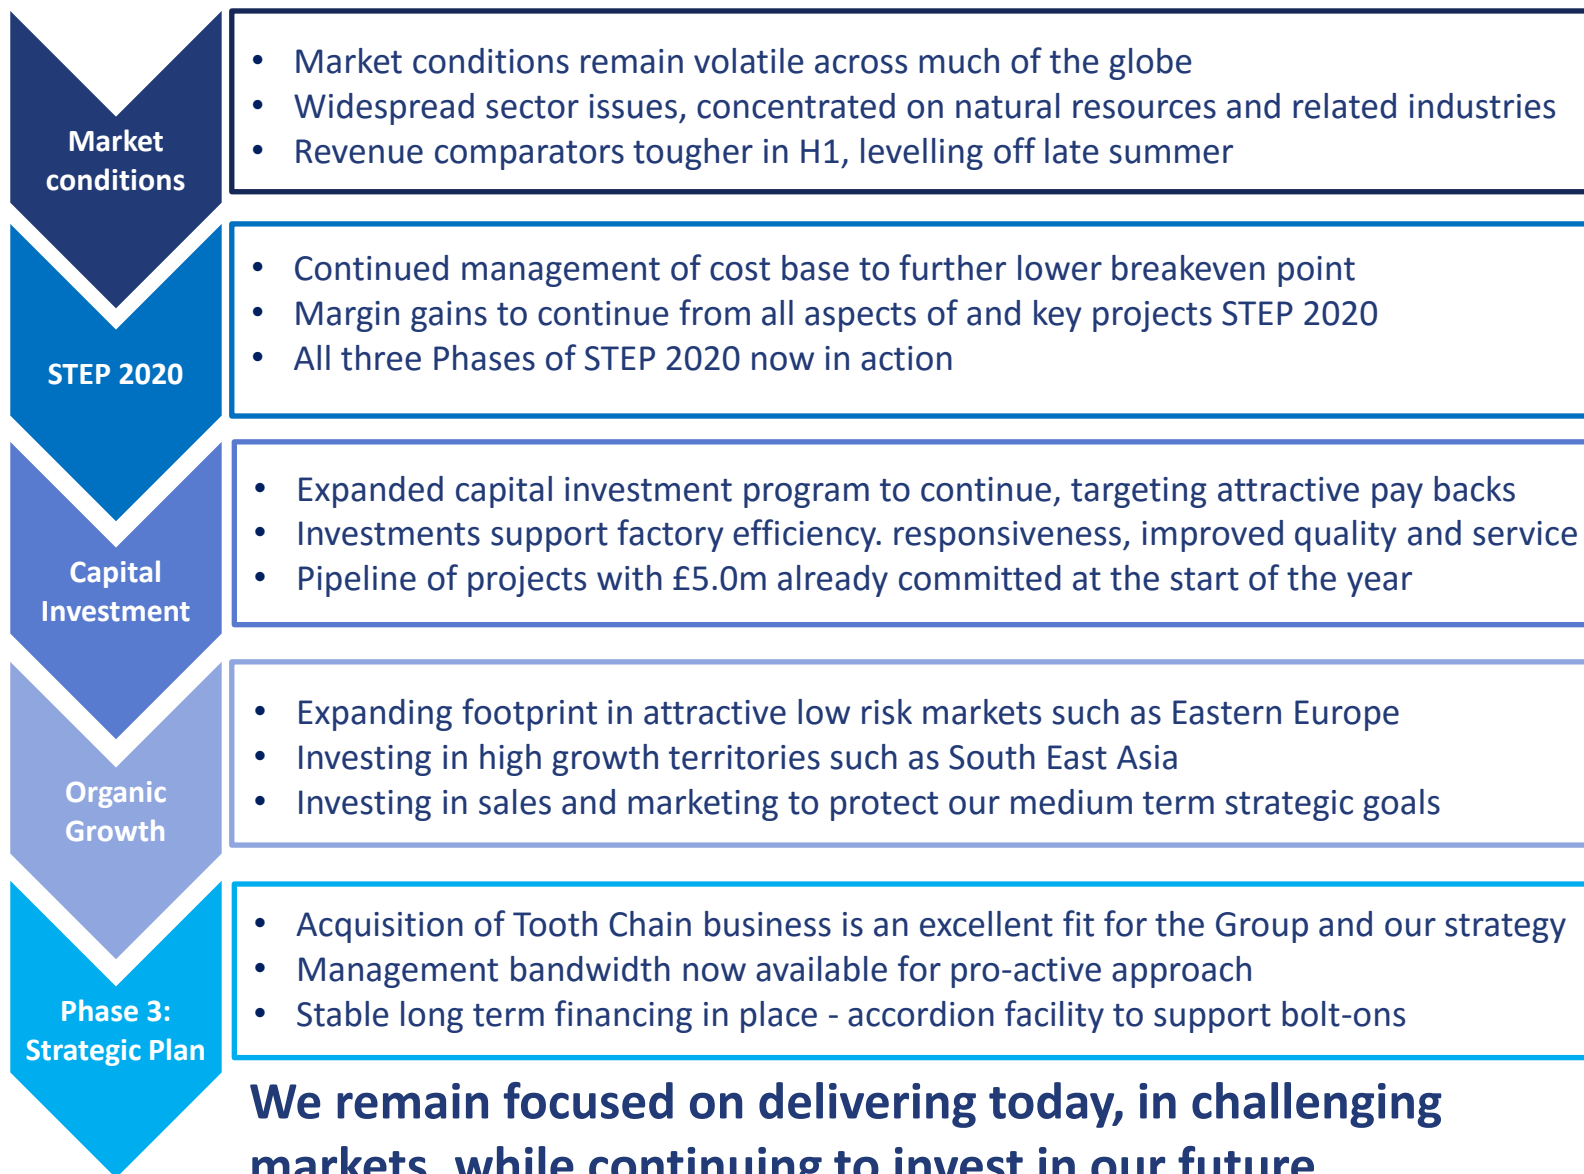 Market
conditions
• Market conditions remain volatile across much of the globe
• Widespread sector issues, concentrated on natural resources and related industries
• Revenue comparators tougher in H1, levelling off late summer
STEP 2020
• Continued management of cost base to further lower breakeven point
• Margin gains to continue from all aspects of and key projects STEP 2020
• All three Phases of STEP 2020 now in action
Capital
Investment
• Expanded capital investment program to continue, targeting attractive pay backs
• Investments support factory efficiency. responsiveness, improved quality and service
• Pipeline of projects with £5.0m already committed at the start of the year
Organic
Growth
• Expanding footprint in attractive low risk markets such as Eastern Europe
• Investing in high growth territories such as South East Asia
• Investing in sales and marketing to protect our medium term strategic goals
Phase 3:
Strategic Plan
• Acquisition of Tooth Chain business is an excellent fit for the Group and our strategy
• Management bandwidth now available for pro-active approach
• Stable long term financing in place - accordion facility to support bolt-ons
We remain focused on delivering today, in challenging
markets, while continuing to invest in our future